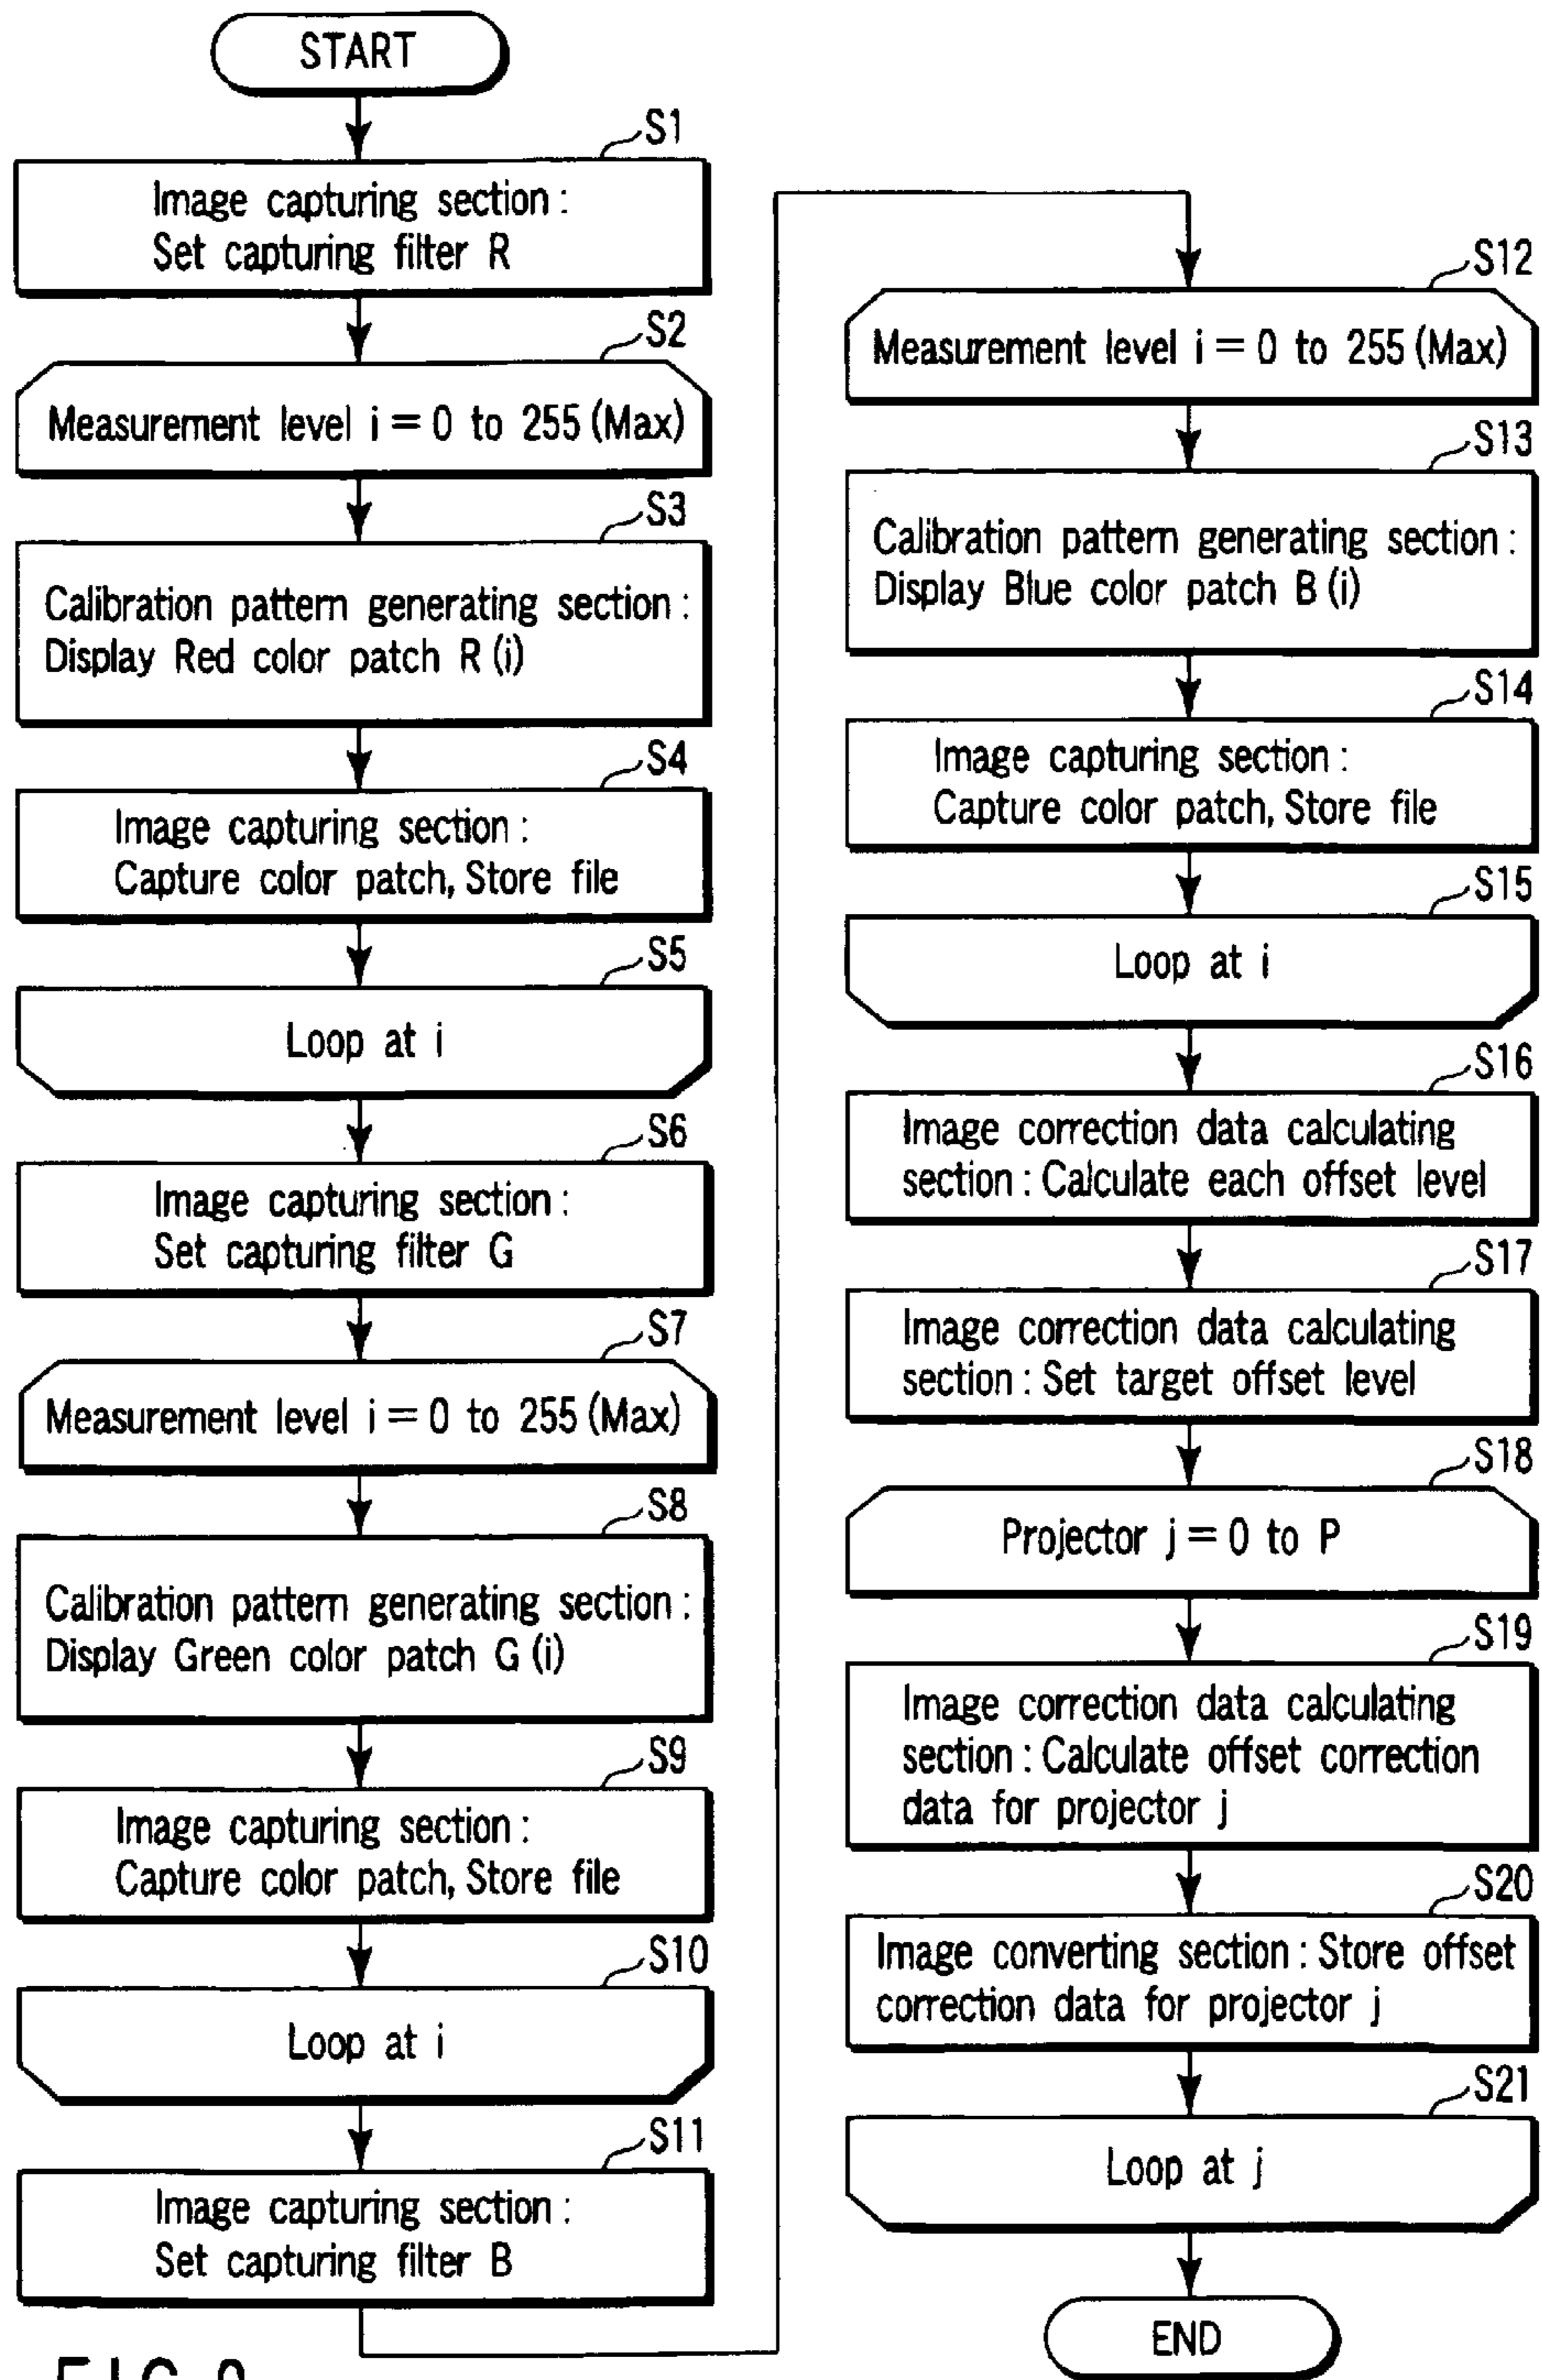 START
S1
Image capturing section :
Set capturing filter R
S2
Measurement level i = 0 to 255 (Max)
S3
Calibration pattern generating section :
Display Red color patch R (i)
S4
Image capturing section :
Capture color patch, Store file
S5
Loop at i
S6
Image capturing section :
Set capturing filter G
S7
Measurement level i = 0 to 255 (Max)
S8
Calibration pattern generating section :
Display Green color patch G (i)
S9
Image capturing section :
Capture color patch, Store file
S10
Loop at i
S11
Image capturing section :
Set capturing filter B
S12
Measurement level i = 0 to 255 (Max)
S13
Calibration pattern generating section :
Display Blue color patch B (i)
S14
Image capturing section :
Capture color patch, Store file
S15
Loop at i
S16
Image correction data calculating
section : Calculate each offset level
S17
Image correction data calculating
section : Set target offset level
S18
Projector j = 0 to P
S19
Image correction data calculating
section : Calculate offset correction
data for projector j
S20
Image converting section : Store offset
correction data for projector j
S21
Loop at j
END